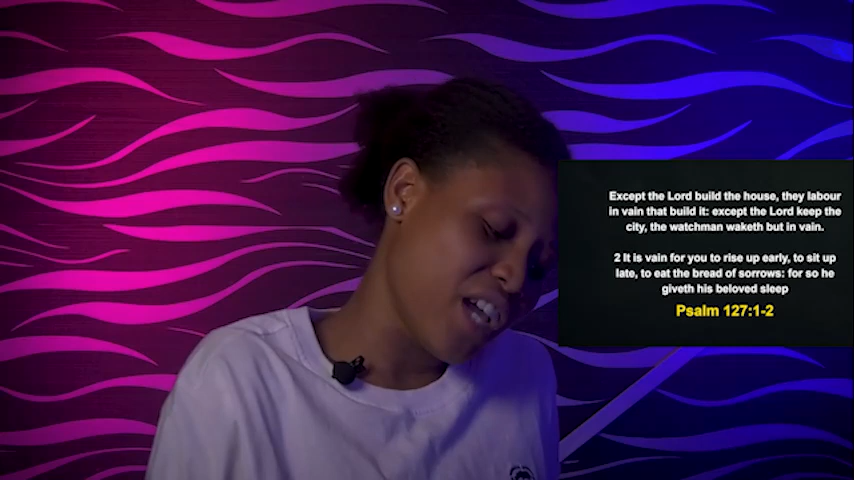 Except the Lord build the house, they labour
in vain that build it: except the Lord keep the
city, the watchman waketh but in vain.
2 It is vain for you to rise up early, to sit up
late, to eat the bread of sorrows: for so he
giveth his beloved sleep
Psalm 127:1-2